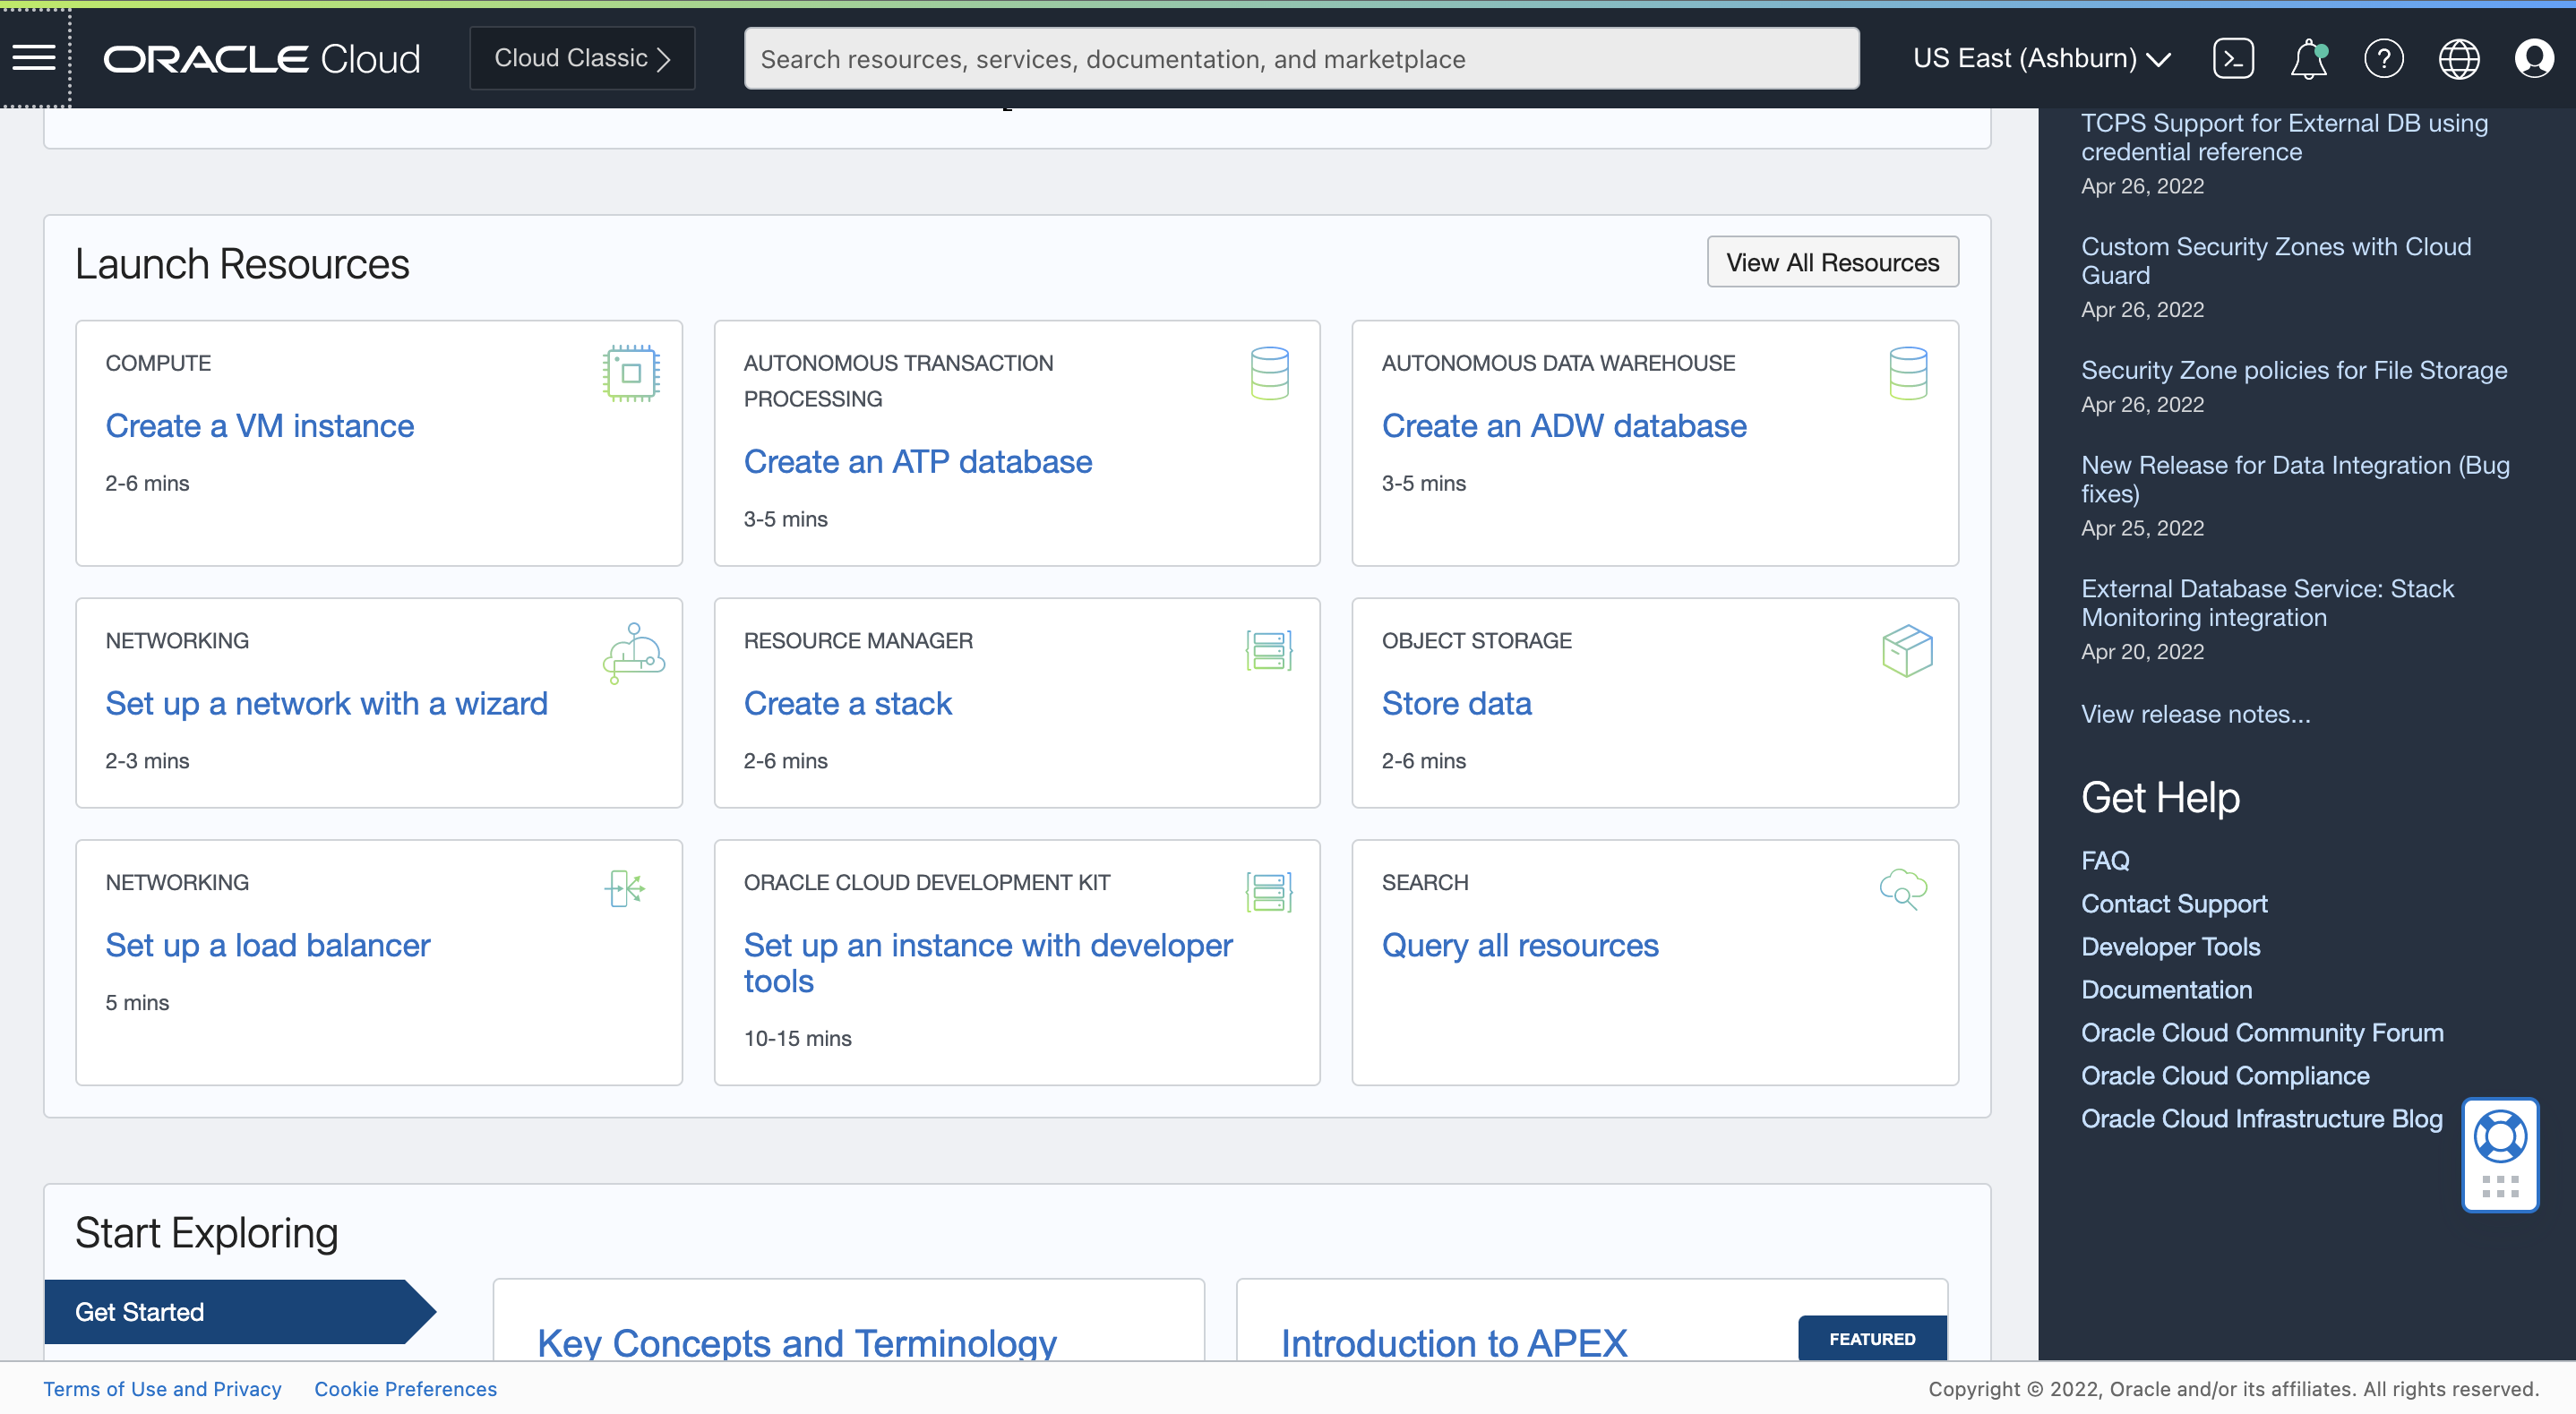 ORACLE Cloud
Cloud Classic
Search resources, services, documentation, and marketplace
US East (Ashburn)
Launch Resources
View All Resources
COMPUTE
Create a VM instance
2-6 mins
AUTONOMOUS TRANSACTION
PROCESSING
Create an ATP database
3-5 mins
AUTONOMOUS DATA WAREHOUSE
Create an ADW database
3-5 mins
NETWORKING
Set up a network with a wizard
2-3 mins
RESOURCE MANAGER
Create a stack
2-6 mins
OBJECT STORAGE
Store data
2-6 mins
NETWORKING
Set up a load balancer
5 mins
ORACLE CLOUD DEVELOPMENT KIT
Set up an instance with developer
tools
10-15 mins
SEARCH
Query all resources
Start Exploring
Get Started
Key Concepts and Terminology
Introduction to APEX
FEATURED
TCPS Support for External DB using
credential reference
Apr 26, 2022
Custom Security Zones with Cloud
Guard
Apr 26, 2022
Security Zone policies for File Storage
Apr 26, 2022
New Release for Data Integration (Bug
fixes)
Apr 25, 2022
External Database Service: Stack
Monitoring integration
Apr 20, 2022
View release notes...
Get Help
FAQ
Contact Support
Developer Tools
Documentation
Oracle Cloud Community Forum
Oracle Cloud Compliance
Oracle Cloud Infrastructure Blog
Terms of Use and Privacy
Cookie Preferences
Copyright © 2022, Oracle and/or its affiliates. All rights reserved.